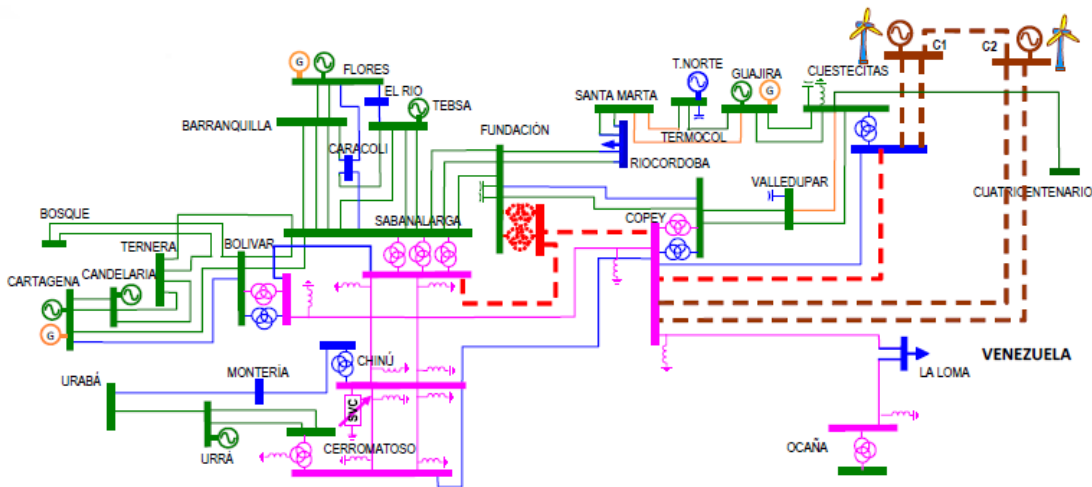 C1
C2
T.NORTE
GUAJIRA
G
CUESTECITAS
G
FLORES
EL RIO
TEBSA
SANTA MARTA
FUNDACIÓN
BARRANQUILLA
CARACOLI
TERMOCOL
RIOCORDOBA
VALLEDUPAR
CUATRICENTENARIO
BOSQUE
SABANALARGA
COPEY
TERNERA
BOLIVAR
CANDELARIA
CARTAGENA
G
CHINÚ
MONTERÍA
VENEZUELA
LA LOMA
URABÁ
SVC
CERROMATOSO
URRÁ
OCAÑA